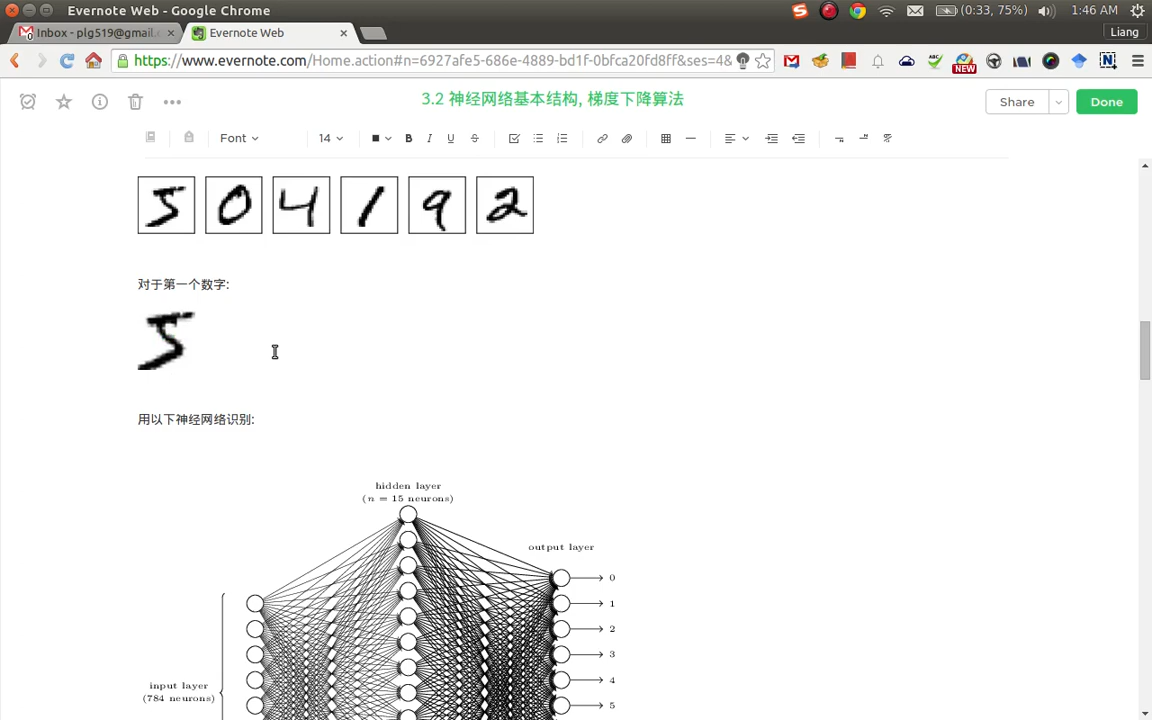 Evernote Web - Google Chrome
(0:33, 75%)
1:46 AM
Inbox - plg519@gmail.c
Evernote Web
Liang
https://www.evernote.com/Home.action#n=6927afe5-686e-4889-bd1f-0bfca20fd8ff&ses=4&
NEW
3.2 神经网络基本结构, 梯度下降算法
Share
Done
Font
14
B
I
U
S
5 0 4 1 9 2
对于第一个数字:
5
用以下神经网络识别:
hidden layer
(n = 15 neurons)
output layer
0
1
2
3
4
5
input layer
(784 neurons)